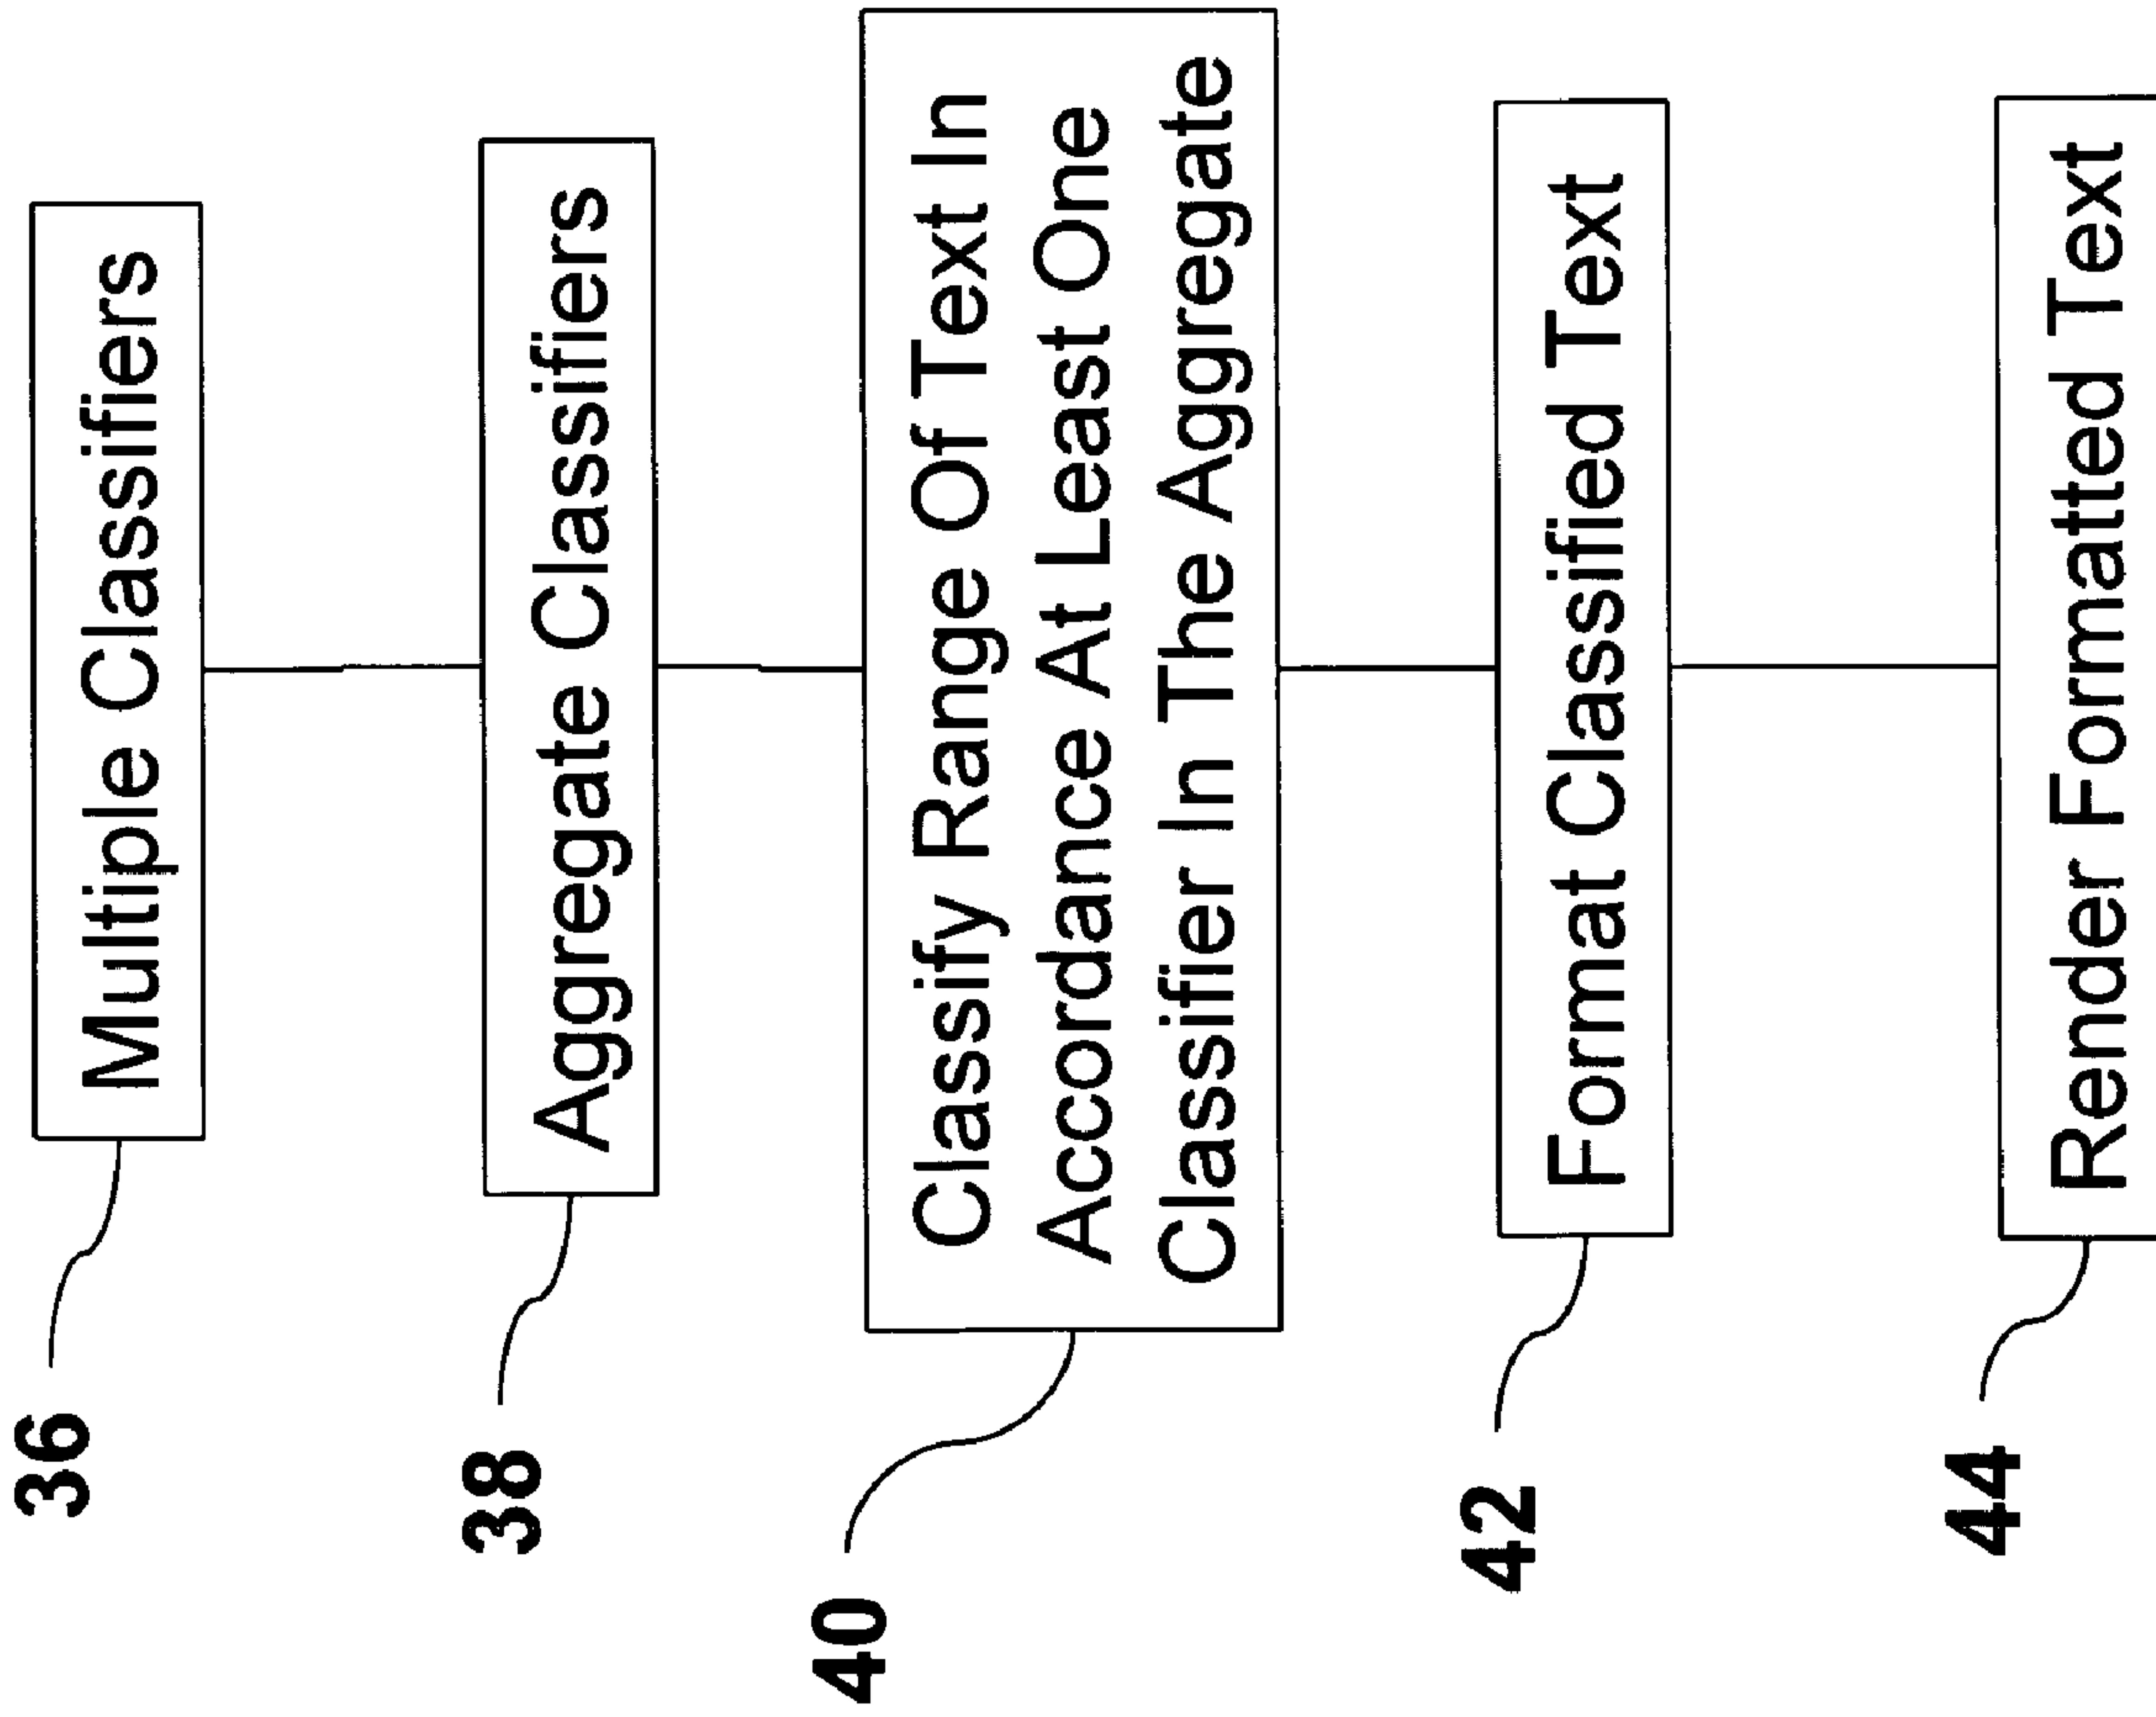 36
Multiple Classifiers
38
Aggregate Classifiers
40
Classify Range Of Text In
Accordance At Least One
Classifier In The Aggregate
42
Format Classified Text
44
Render Formatted Text